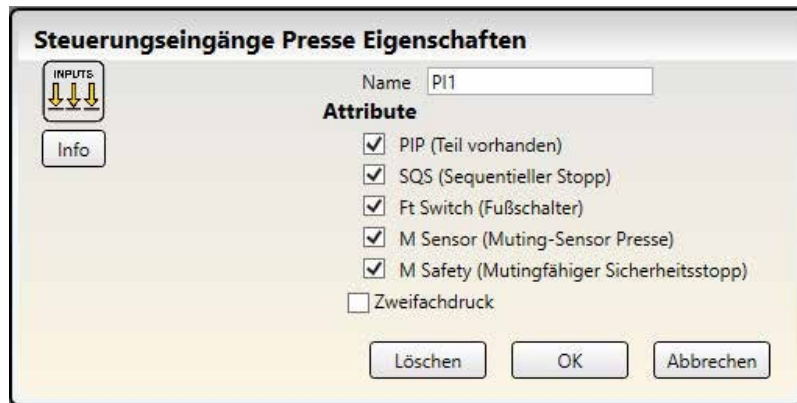 Steuerungseingänge Presse Eigenschaften
INPUTS
Info
Name PI1
Attribute
PIP (Teil vorhanden)
SQS (Sequentieller Stopp)
Ft Switch (Fußschalter)
M Sensor (Muting-Sensor Presse)
M Safety (Mutingfähiger Sicherheitsstopp)
Zweifachdruck
Löschen OK Abbrechen